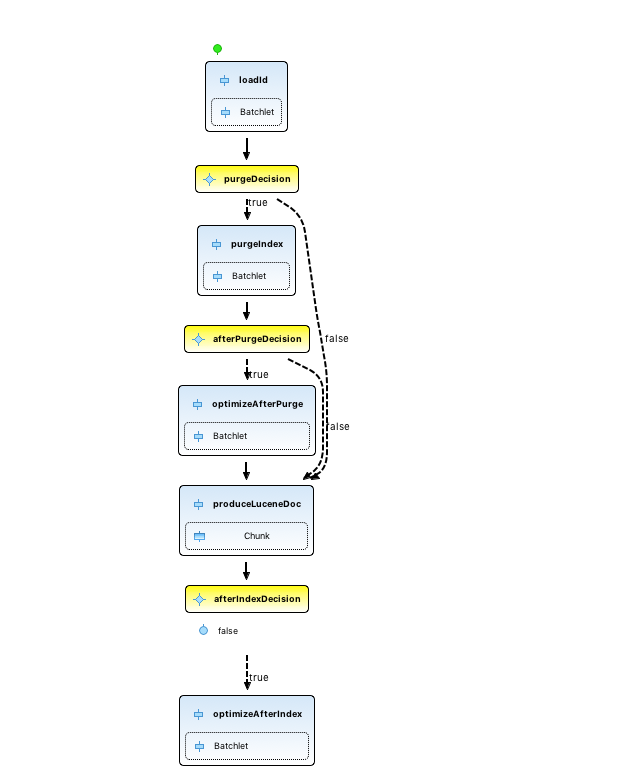 loadId
Batchlet
purgeDecision
true
purgeIndex
Batchlet
false
afterPurgeDecision
true
optimizeAfterPurge
false
Batchlet
produceLuceneDoc
Chunk
afterIndexDecision
false
true
optimizeAfterIndex
Batchlet